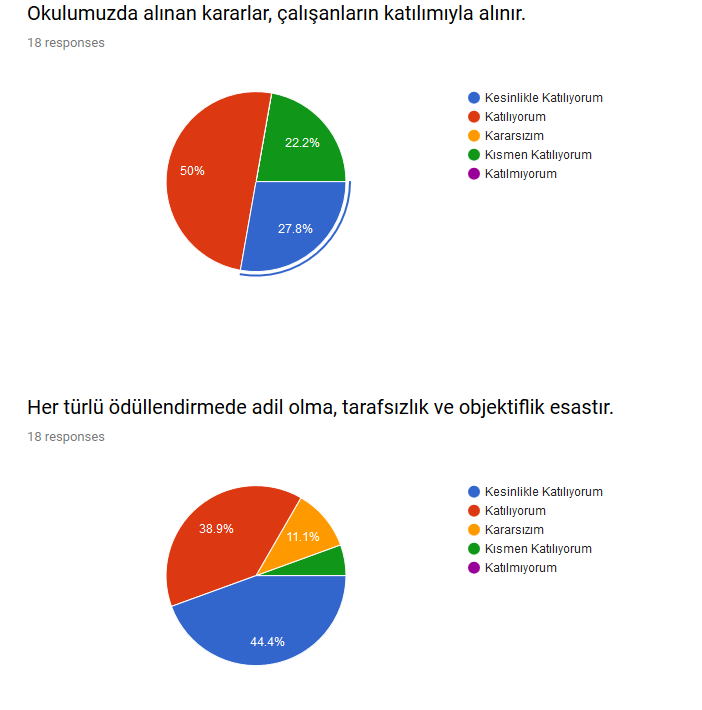 Okulumuzda alınan kararlar, çalışanların katılımıyla alınır.
18 responses
Kesinlikle Katılıyorum
Katılıyorum
Kararsızım
Kısmen Katılıyorum
Katılmıyorum
22.2%
50%
27.8%
Her türlü ödüllendirmede adil olma, tarafsızlık ve objektiflik esastır.
18 responses
Kesinlikle Katılıyorum
Katılıyorum
Kararsızım
Kısmen Katılıyorum
Katılmıyorum
38.9%
11.1%
44.4%